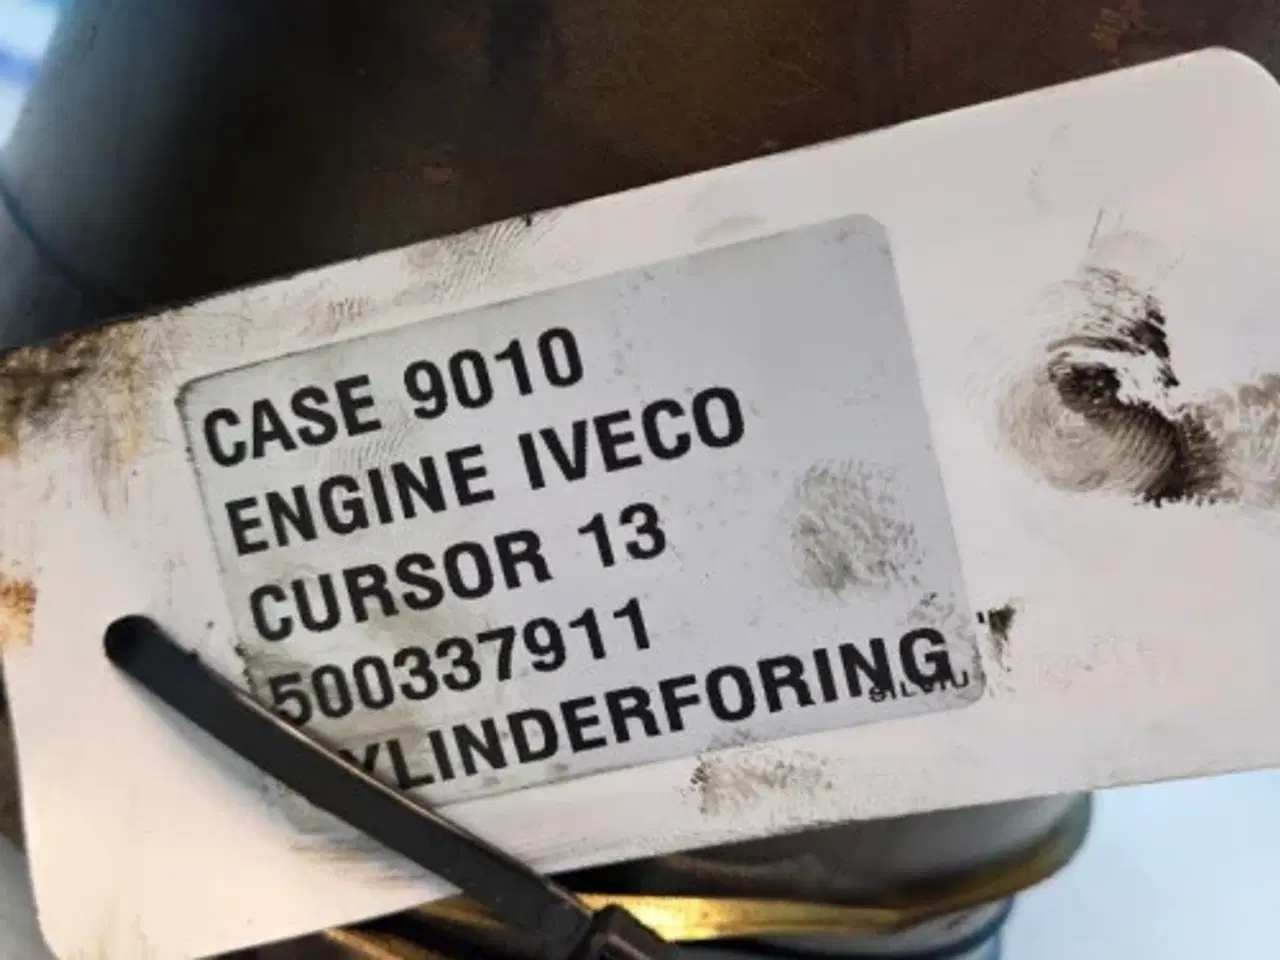 CASE 9010
ENGINE IVECO
CURSOR 13
500337911
YLINDERFORING